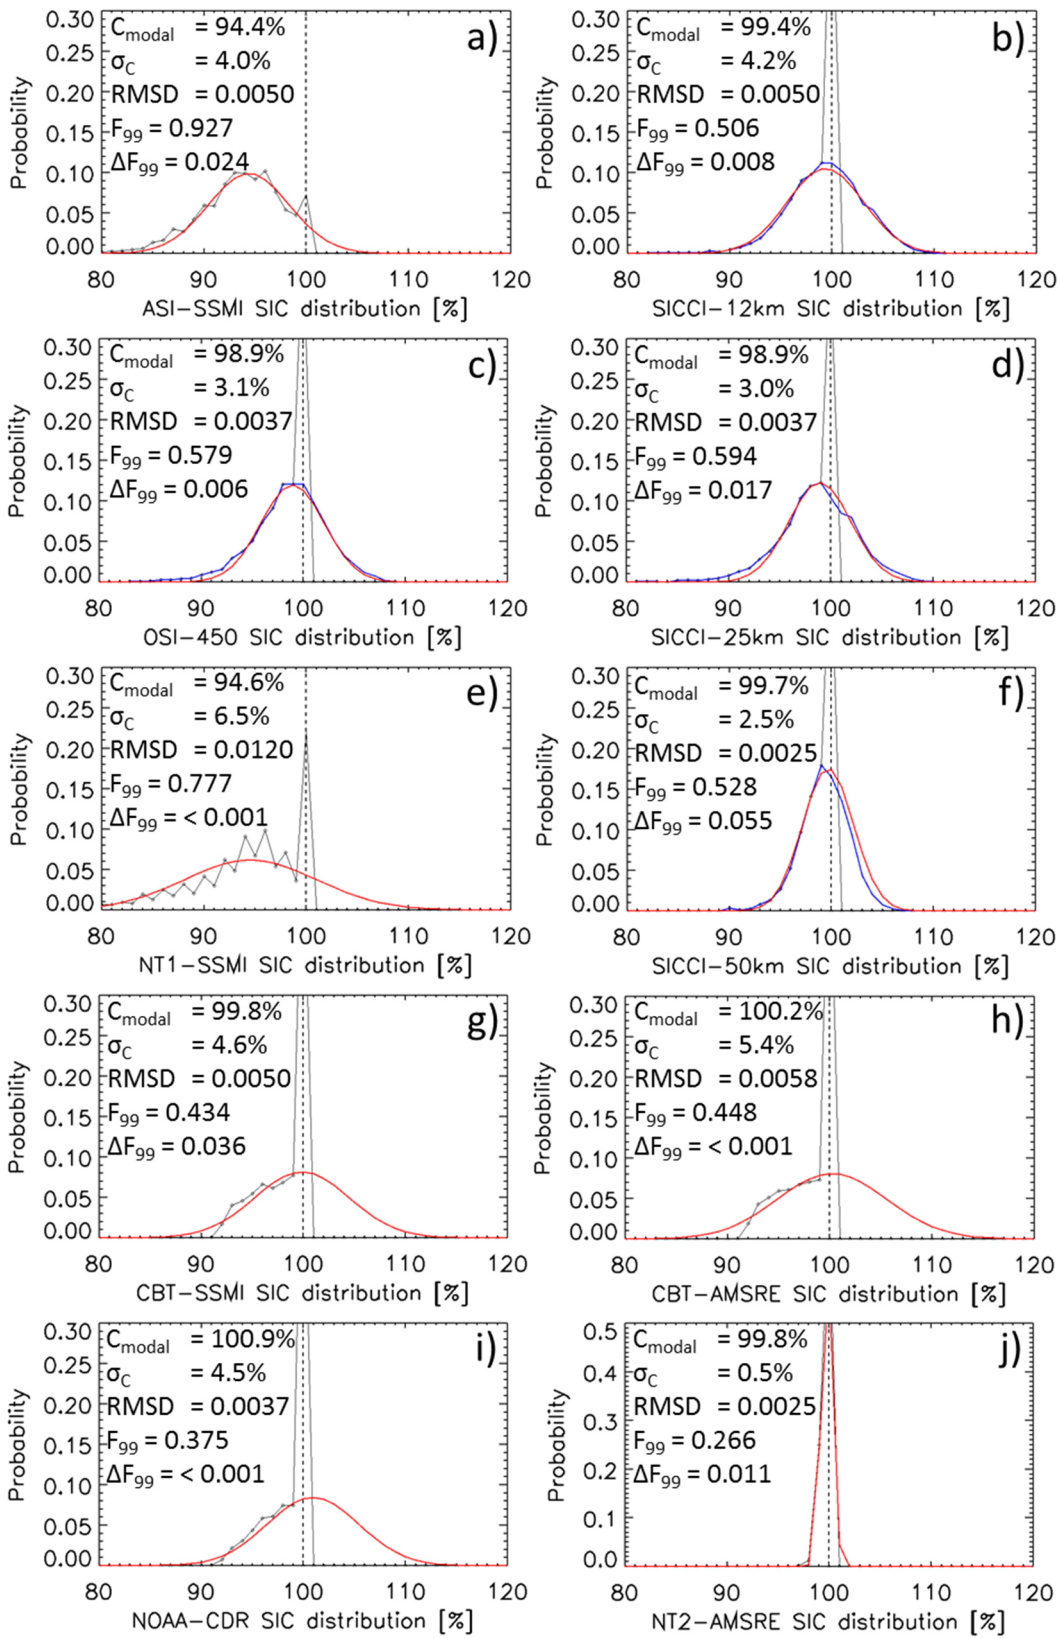 a)
C_modal = 94.4%
σ_C = 4.0%
RMSD = 0.0050
F_99 = 0.927
ΔF_99 = 0.024
Probability
0.30
0.20
0.15
0.10
0.05
0.00
80 90 100 110 120
ASI-SSMI SIC distribution [%]
b)
C_modal = 99.4%
σ_C = 4.2%
RMSD = 0.0050
F_99 = 0.506
ΔF_99 = 0.008
Probability
0.30
0.25
0.20
0.15
0.10
0.05
0.00
80 90 100 110 120
SICCI-12km SIC distribution [%]
c)
C_modal = 98.9%
σ_C = 3.1%
RMSD = 0.0037
F_99 = 0.579
ΔF_99 = 0.006
Probability
0.30
0.25
0.20
0.15
0.10
0.05
0.00
80 90 100 110 120
OSI-450 SIC distribution [%]
d)
C_modal = 98.9%
σ_C = 3.0%
RMSD = 0.0037
F_99 = 0.594
ΔF_99 = 0.017
Probability
0.30
0.25
0.20
0.15
0.10
0.05
0.00
80 90 100 110 120
SICCI-25km SIC distribution [%]
e)
C_modal = 94.6%
σ_C = 6.5%
RMSD = 0.0120
F_99 = 0.777
ΔF_99 = < 0.001
Probability
0.30
0.25
0.20
0.15
0.10
0.05
0.00
80 90 100 110 120
NT1-SSMI SIC distribution [%]
f)
C_modal = 99.7%
σ_C = 2.5%
RMSD = 0.0025
F_99 = 0.528
ΔF_99 = 0.055
Probability
0.30
0.25
0.20
0.15
0.10
0.05
0.00
80 90 100 110 120
SICCI-50km SIC distribution [%]
g)
C_modal = 99.8%
σ_C = 4.6%
RMSD = 0.0050
F_99 = 0.434
ΔF_99 = 0.036
Probability
0.30
0.25
0.20
0.15
0.10
0.05
0.00
80 90 100 110 120
CBT-SSMI SIC distribution [%]
h)
C_modal = 100.2%
σ_C = 5.4%
RMSD = 0.0058
F_99 = 0.448
ΔF_99 = < 0.001
Probability
0.30
0.25
0.20
0.15
0.10
0.05
0.00
80 90 100 110 120
CBT-AMSRE SIC distribution [%]
i)
C_modal = 100.9%
σ_C = 4.5%
RMSD = 0.0037
F_99 = 0.375
ΔF_99 = < 0.001
Probability
0.30
0.25
0.20
0.15
0.10
0.05
0.00
80 90 100 110 120
NOAA-CDR SIC distribution [%]
j)
C_modal = 99.8%
σ_C = 0.5%
RMSD = 0.0025
F_99 = 0.266
ΔF_99 = 0.011
Probability
0.5
0.4
0.3
0.2
0.1
0.0
80 90 100 110 120
NT2-AMSRE SIC distribution [%]